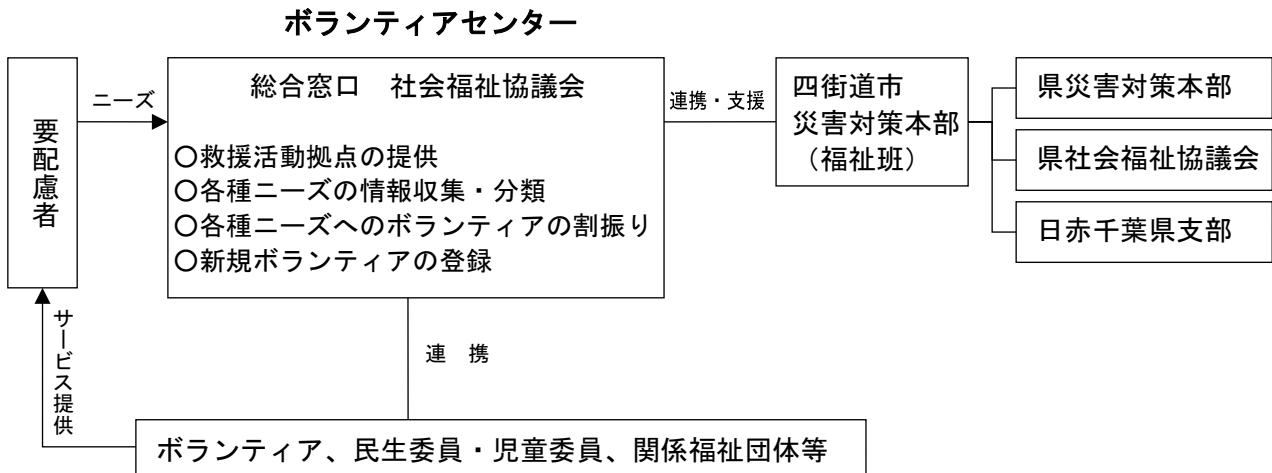 ボランティアセンター
要配慮者
ニーズ
総合窓口　社会福祉協議会
○救援活動拠点の提供
○各種ニーズの情報収集・分類
○各種ニーズへのボランティアの割振り
○新規ボランティアの登録
連携・支援
四街道市
災害対策本部
（福祉班）
県災害対策本部
県社会福祉協議会
日赤千葉県支部
サービス提供
連　携
ボランティア、民生委員・児童委員、関係福祉団体等